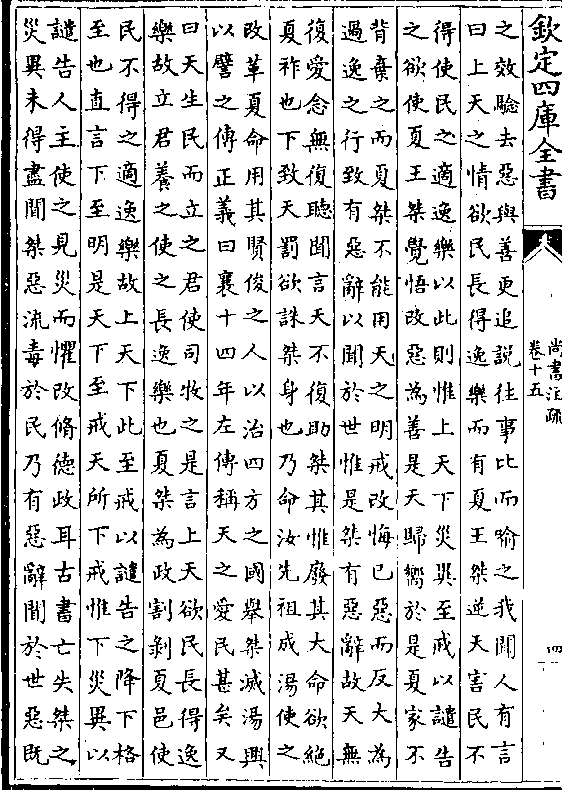 欽定四庫全書
尚書注疏
卷十五
四
之效驗去惡與善更追說往事比而喻之我聞人有言
曰上天之情欲民長得逸樂而有夏王桀逆天害民不
得使民之適逸樂以此則惟上天下災異至戒以譴告
之欲使夏王桀覺悟改惡為善是天歸嚮於是夏家不
背棄之而夏桀不能用天之明戒改悔已惡而反大為
過逸之行致有惡辭以聞於世惟是桀有惡辭故天無
復愛念無復聽聞言天不復助桀其惟廢其大命欲絕
夏祚也下致天罰欲誅桀身也乃命汝先祖成湯使之
改革夏命用其賢俊之人以治四方之國舉桀滅湯興
以譬之傳正義曰襄十四年左傳稱天之愛民甚矣又
曰天生民而立之君使司牧之是言上天欲民長得逸
樂故立君養之使之長逸樂也夏桀為政割剥夏邑使
民不得之適逸樂故上天下此至戒以譴告之降下格
至也直言下至明是天下至戒天所下戒惟下災異以
譴告人主使之見災而懼改脩德政耳古書亡失桀之
災異未得盡聞桀惡流毒於民乃有惡辭聞於世惡既